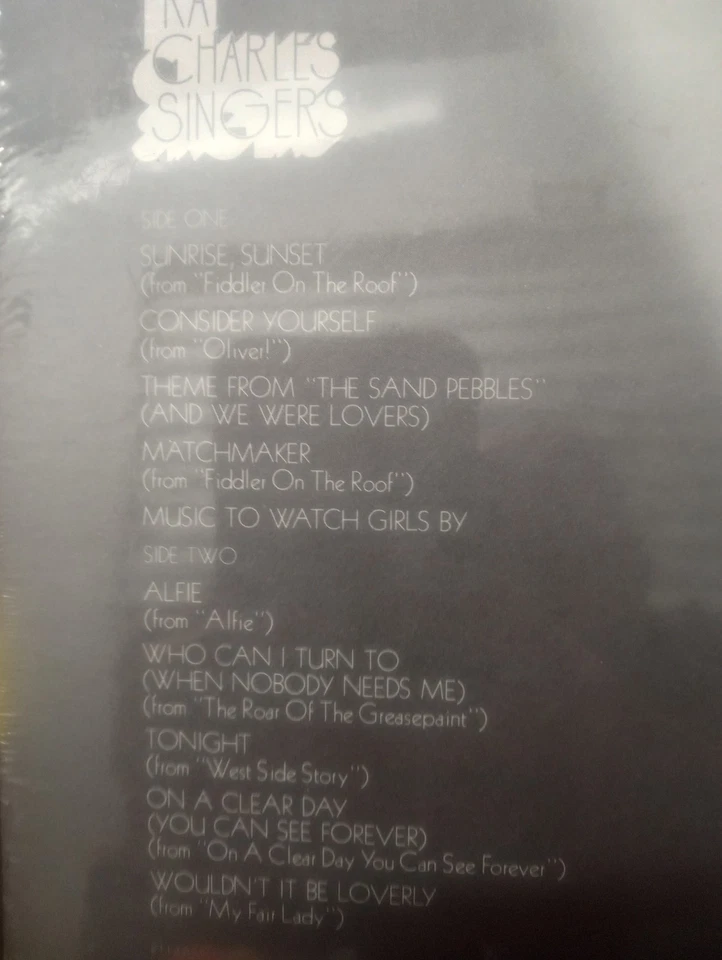 RAY
CHARLES
SINGERS
SIDE ONE
SUNRISE, SUNSET
(from "Fiddler On The Roof")
CONSIDER YOURSELF
(from "Oliver!")
THEME FROM "THE SAND PEBBLES"
(AND WE WERE LOVERS)
MATCHMAKER
(from "Fiddler On The Roof")
MUSIC TO WATCH GIRLS BY
SIDE TWO
ALFIE
(from "Alfie")
WHO CAN I TURN TO
(WHEN NOBODY NEEDS ME)
(from "The Roar Of The Greasepaint")
TONIGHT
(from "West Side Story")
ON A CLEAR DAY
(YOU CAN SEE FOREVER)
(from "On A Clear Day You Can See Forever")
WOULDN'T IT BE LOVERLY
(from "My Fair Lady")